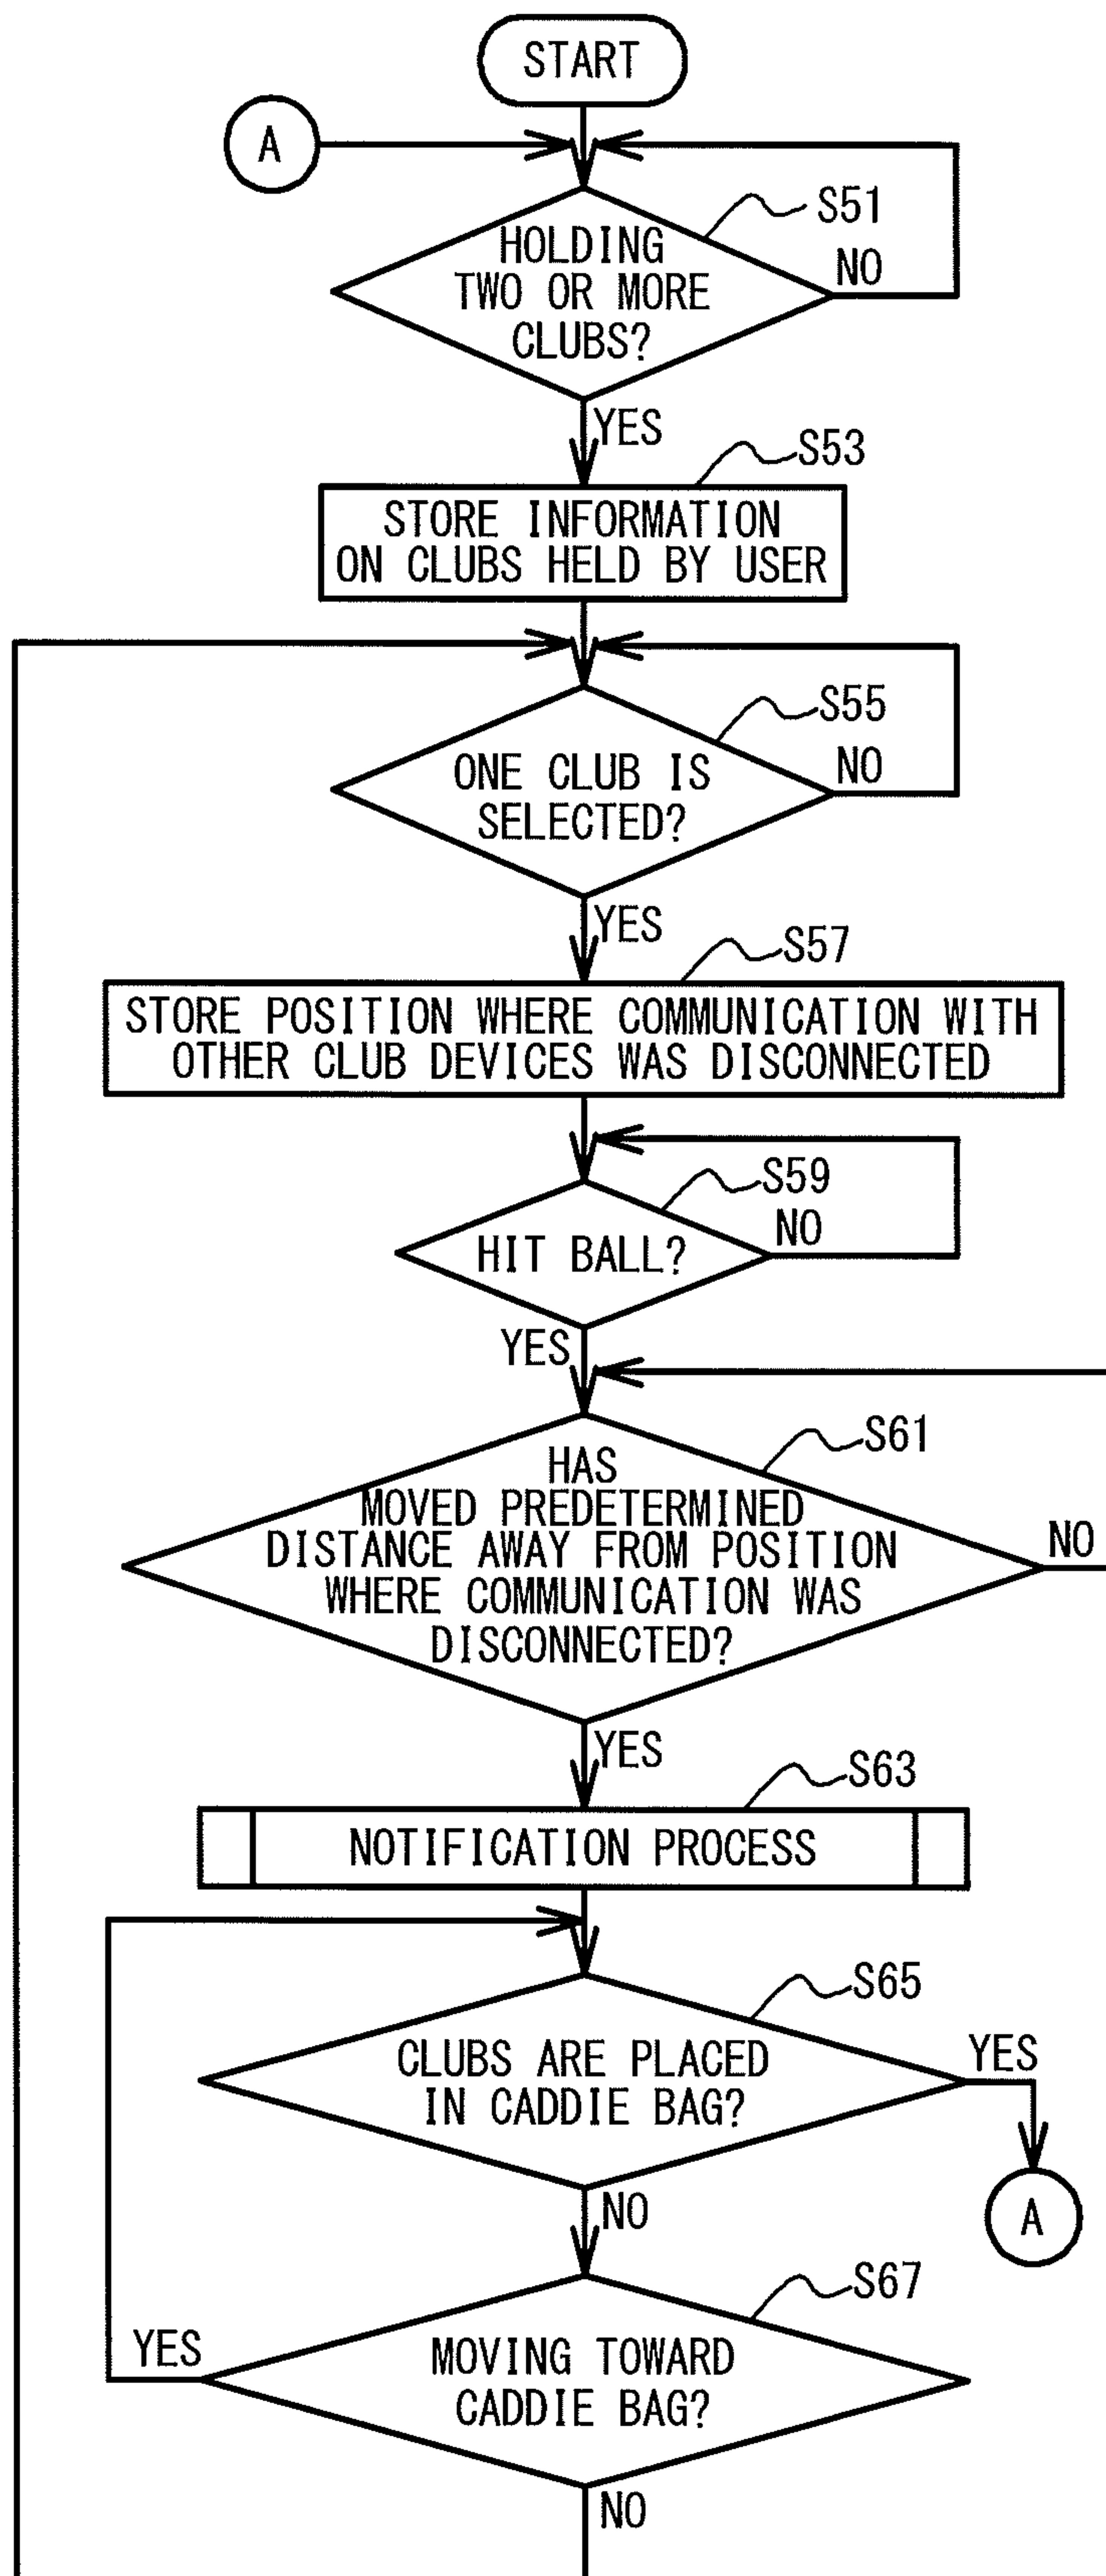 START
A
S51
HOLDING
TWO OR MORE
CLUBS?
NO
YES
S53
STORE INFORMATION
ON CLUBS HELD BY USER
S55
ONE CLUB IS
SELECTED?
NO
YES
S57
STORE POSITION WHERE COMMUNICATION WITH
OTHER CLUB DEVICES WAS DISCONNECTED
S59
HIT BALL?
NO
YES
S61
HAS
MOVED PREDETERMINED
DISTANCE AWAY FROM POSITION
WHERE COMMUNICATION WAS
DISCONNECTED?
NO
YES
S63
NOTIFICATION PROCESS
S65
CLUBS ARE PLACED
IN CADDIE BAG?
YES
A
NO
S67
MOVING TOWARD
CADDIE BAG?
YES
NO